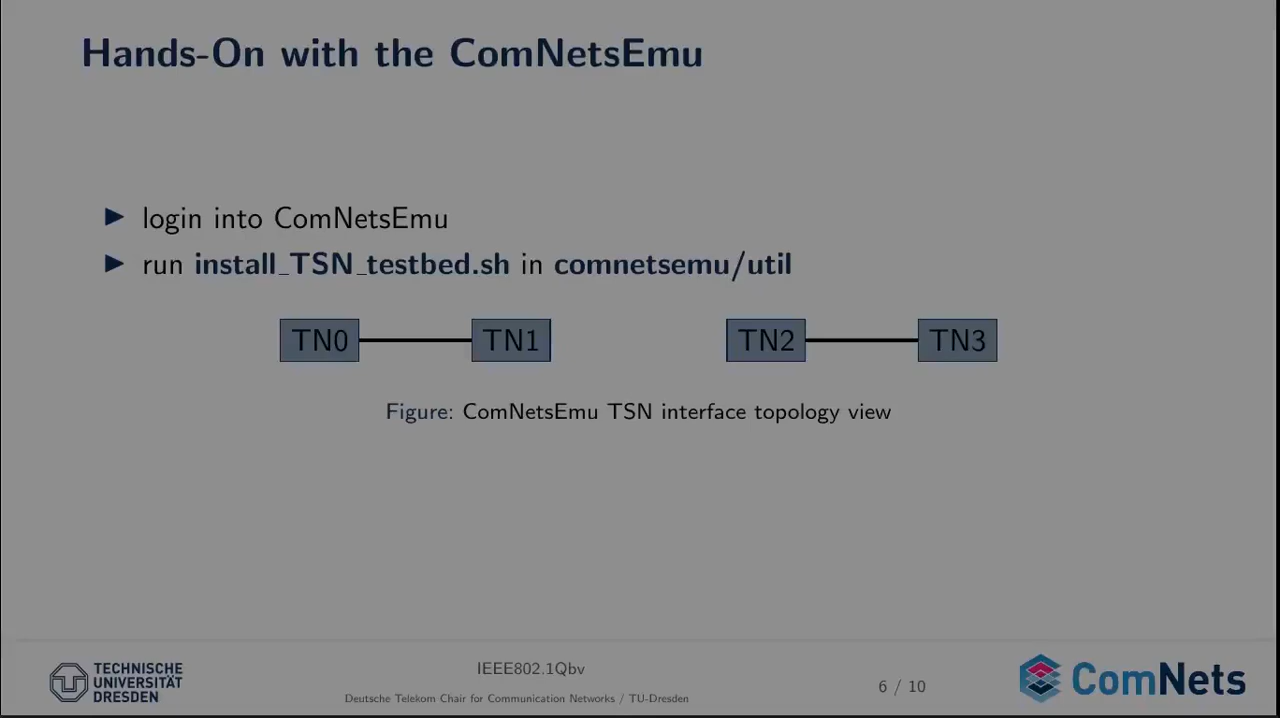 Hands-On with the ComNetsEmu
▶ login into ComNetsEmu
▶ run install_TSN_testbed.sh in comnetsemu/util
TN0 TN1 TN2 TN3
Figure: ComNetsEmu TSN interface topology view
TECHNISCHE
UNIVERSITÄT
DRESDEN
IEEE802.1Qbv
Deutsche Telekom Chair for Communication Networks / TU-Dresden
6 / 10
ComNets